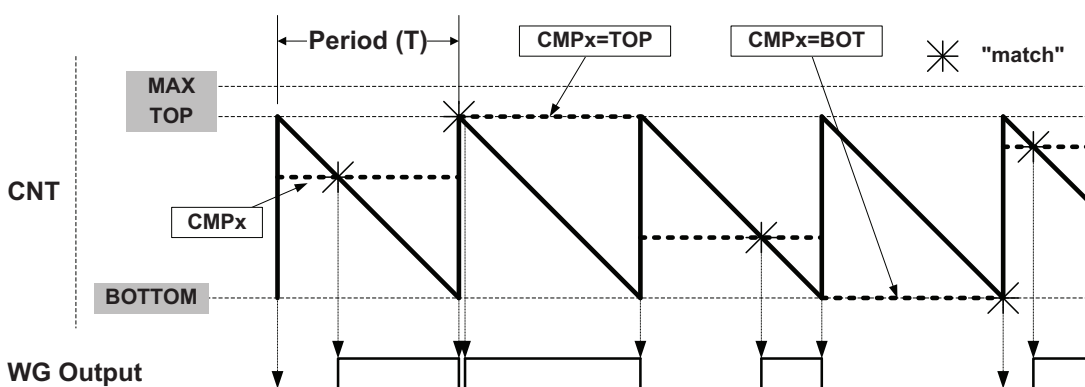 Period (T)
CMPx=TOP
CMPx=BOT
"match"
MAX
TOP
CNT
CMPx
BOTTOM
WG Output